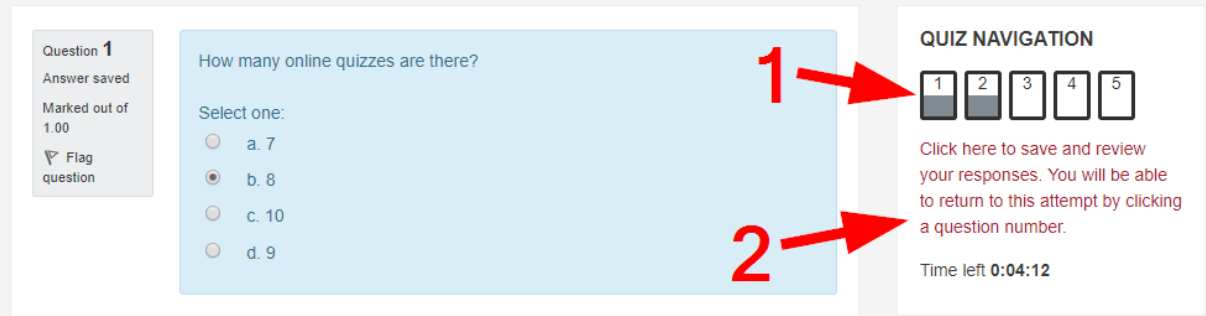 Question 1
Answer saved
Marked out of
1.00
Flag
question
How many online quizzes are there?
Select one:
a. 7
b. 8
c. 10
d. 9
1
2
QUIZ NAVIGATION
1 2 3 4 5
Click here to save and review
your responses. You will be able
to return to this attempt by clicking
a question number.
Time left 0:04:12